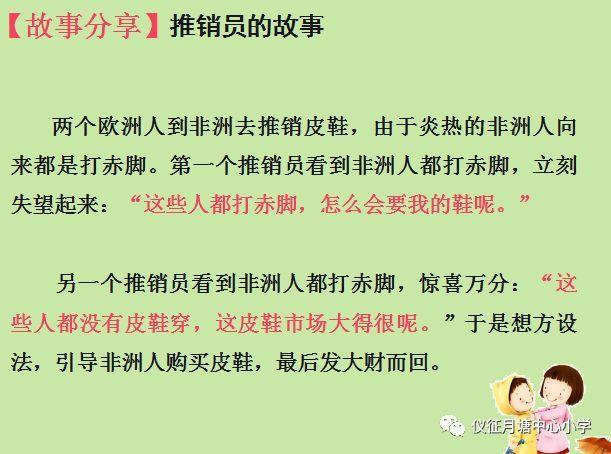 【故事分享】推销员的故事
两个欧洲人到非洲去推销皮鞋，由于炎热的非洲人向
来都是打赤脚。第一个推销员看到非洲人都打赤脚，立刻
失望起来：“这些人都打赤脚，怎么会要我的鞋呢。”
另一个推销员看到非洲人都打赤脚，惊喜万分：“这
些人都没有皮鞋穿，这皮鞋市场大得很呢。”于是想方设
法，引导非洲人购买皮鞋，最后发大财而回。
仪征月塘中心小学